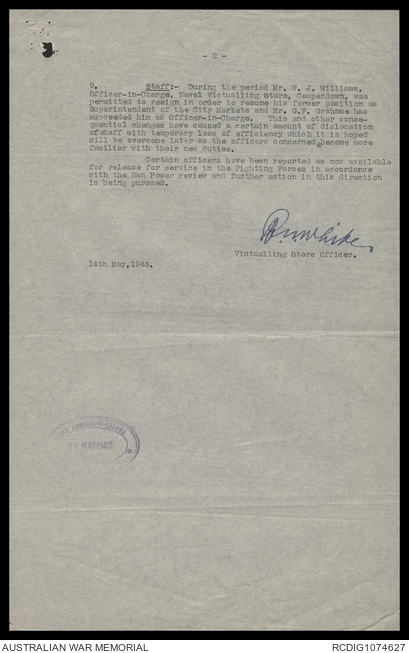 - 2 -
9. Staff:- During the period Mr. W. J. Williams,
Officer-in-Charge, Naval Victualling Store, Camperdown, was
permitted to resign in order to resume his former position as
Superintendent of the City Markets and Mr. G.F. Grahame has
succeeded him as Officer-in-Charge. This and other conse-
quential changes have caused a certain amount of dislocation
of staff with temporary loss of efficiency which it is hoped
will be overcome later as the officers concerned become more
familiar with their new duties.
Certain officers have been reported as now available
for release for service in the Fighting Forces in accordance
with the Man Power review and further action in this direction
is being pursued.
Victualling Store Officer.
14th May, 1943.
MAY 1943
AUSTRALIAN WAR MEMORIAL
RCDIG1074627